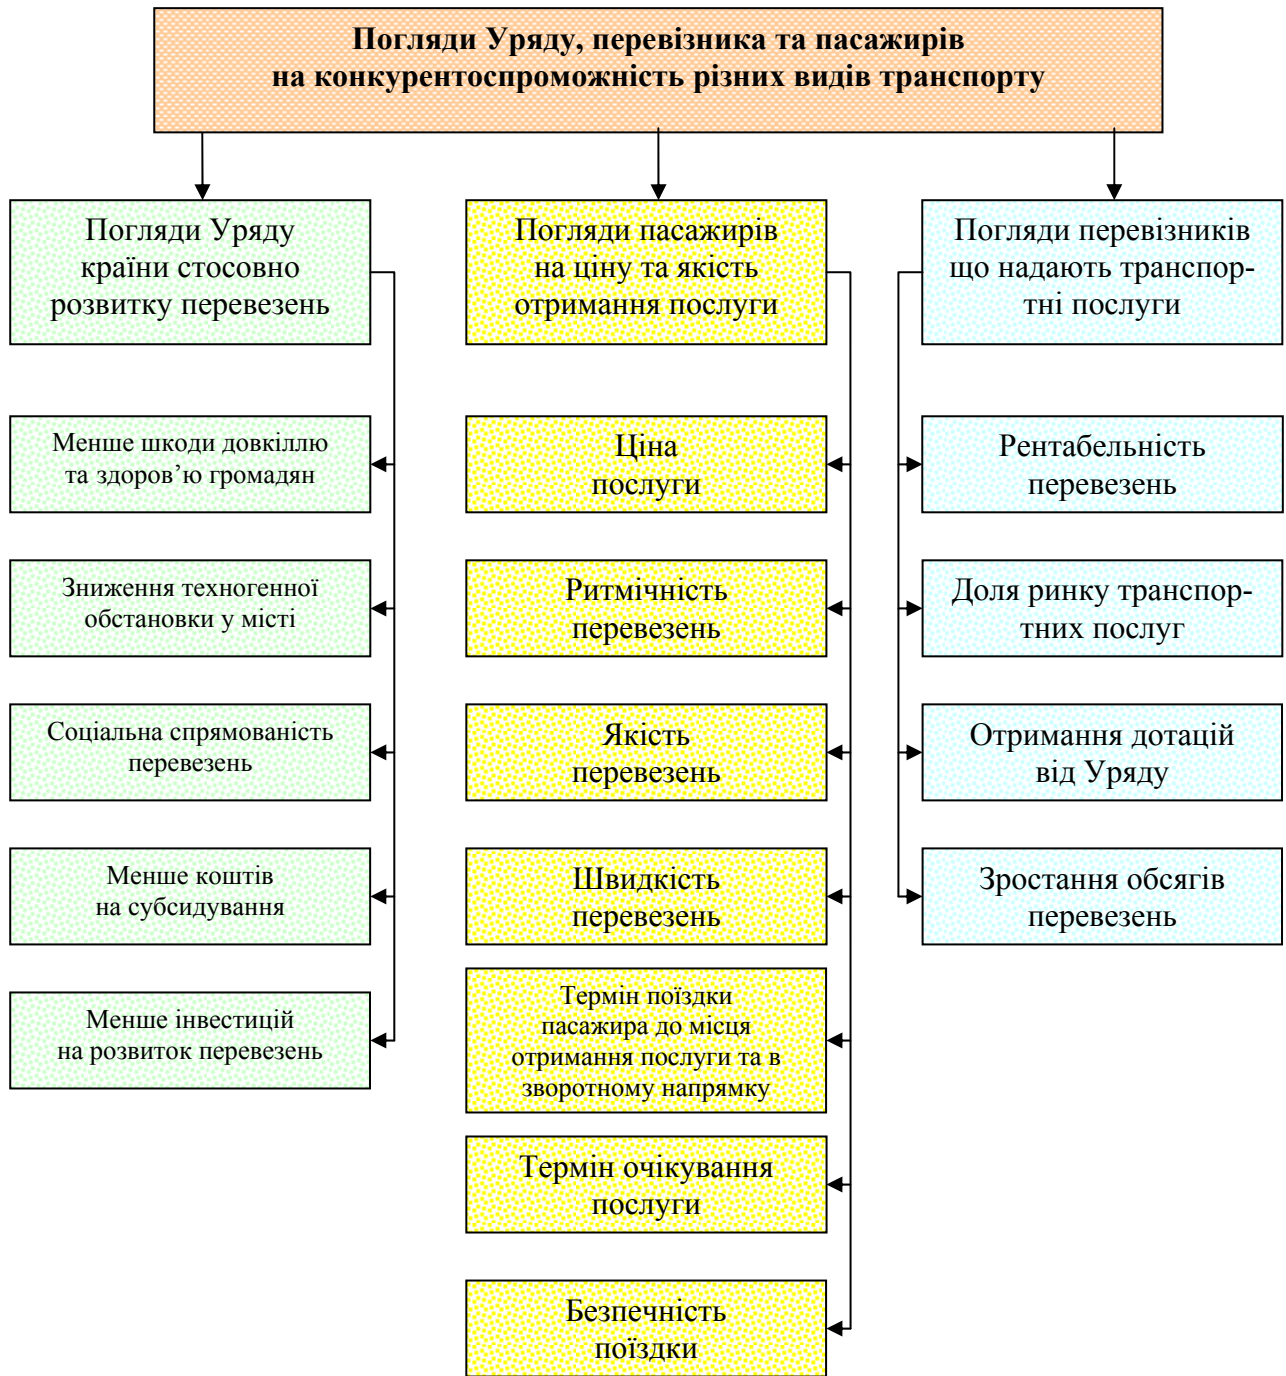 Погляди Уряду, перевізника та пасажирів
на конкурентоспроможність різних видів транспорту
Погляди Уряду
країни стосовно
розвитку перевезень
Менше шкоди довкіллю
та здоров’ю громадян
Зниження техногенної
обстановки у місті
Соціальна спрямованість
перевезень
Менше коштів
на субсидування
Менше інвестицій
на розвиток перевезень
Погляди пасажирів
на ціну та якість
отримання послуги
Ціна
послуги
Ритмічність
перевезень
Якість
перевезень
Швидкість
перевезень
Термін поїздки
пасажира до місця
отримання послуги та в
зворотному напрямку
Термін очікування
послуги
Безпечність
поїздки
Погляди перевізників
що надають транспор-
тні послуги
Рентабельність
перевезень
Доля ринку транспор-
тних послуг
Отримання дотацій
від Уряду
Зростання обсягів
перевезень